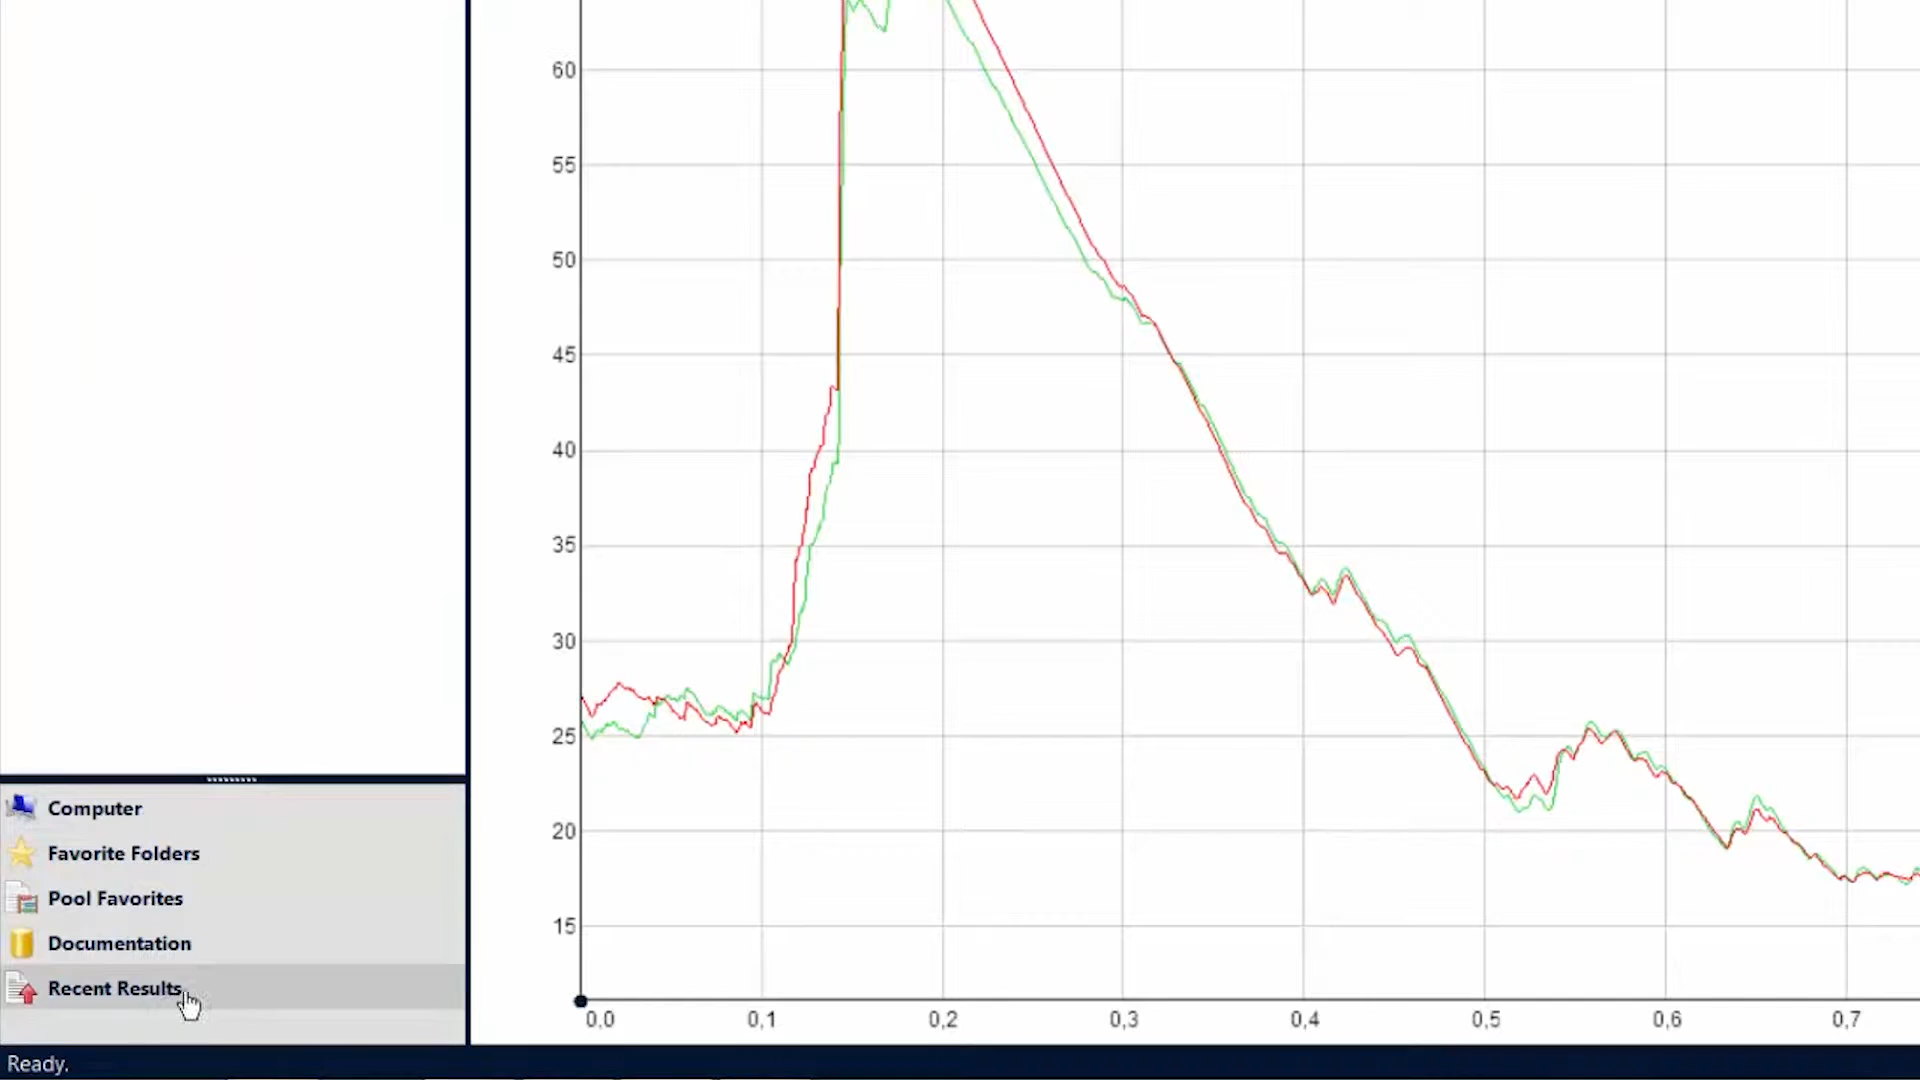 60
55
50
45
40
35
30
25
20
15
0,0 0,1 0,2 0,3 0,4 0,5 0,6 0,7
Computer
Favorite Folders
Pool Favorites
Documentation
Recent Results
Ready.